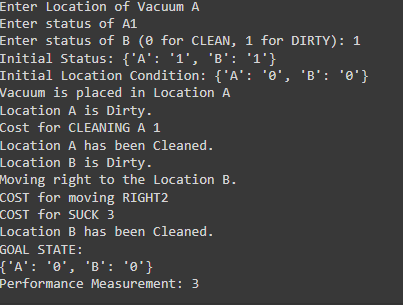 Enter Location of Vacuum A
Enter status of A1
Enter status of B (0 for CLEAN, 1 for DIRTY): 1
Initial Status: {'A': '1', 'B': '1'}
Initial Location Condition: {'A': '0', 'B': '0'}
Vacuum is placed in Location A
Location A is Dirty.
Cost for CLEANING A 1
Location A has been Cleaned.
Location B is Dirty.
Moving right to the Location B.
COST for moving RIGHT2
COST for SUCK 3
Location B has been Cleaned.
GOAL STATE:
{'A': '0', 'B': '0'}
Performance Measurement: 3